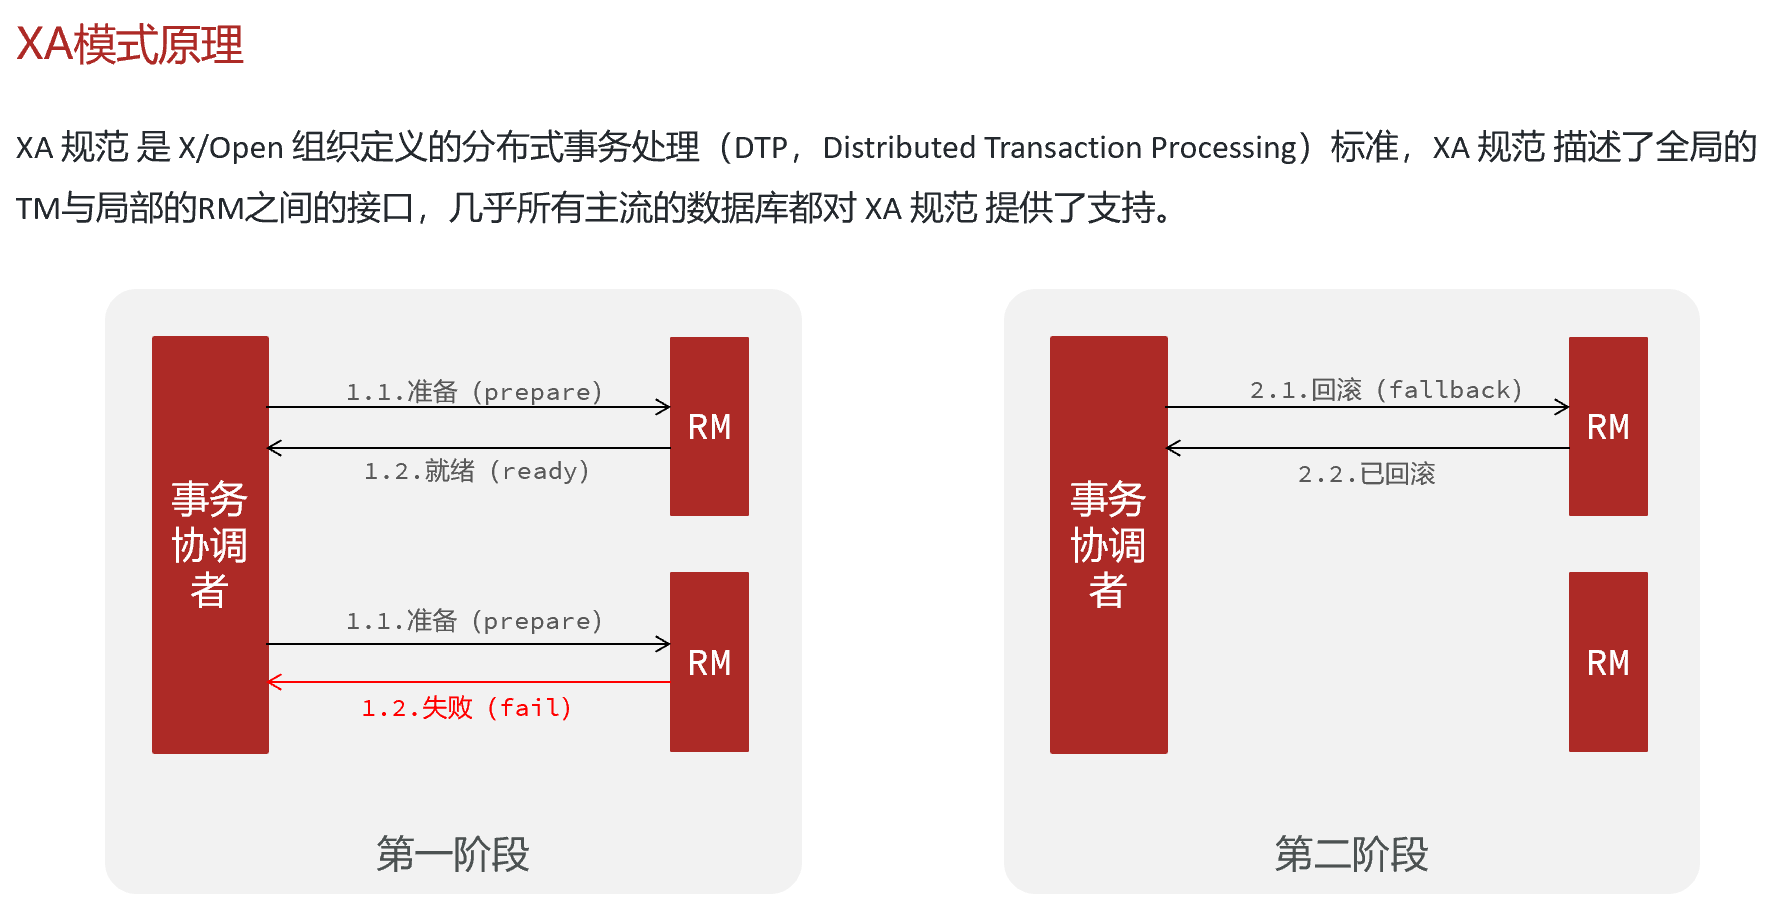 XA模式原理
XA 规范 是 X/Open 组织定义的分布式事务处理（DTP，Distributed Transaction Processing）标准，XA 规范 描述了全局的
TM与局部的RM之间的接口，几乎所有主流的数据库都对 XA 规范 提供了支持。
事务
协调
者
1.1.准备（prepare）
1.2.就绪（ready）
RM
1.1.准备（prepare）
1.2.失败（fail）
RM
第一阶段
事务
协调
者
2.1.回滚（fallback）
2.2.已回滚
RM
RM
第二阶段